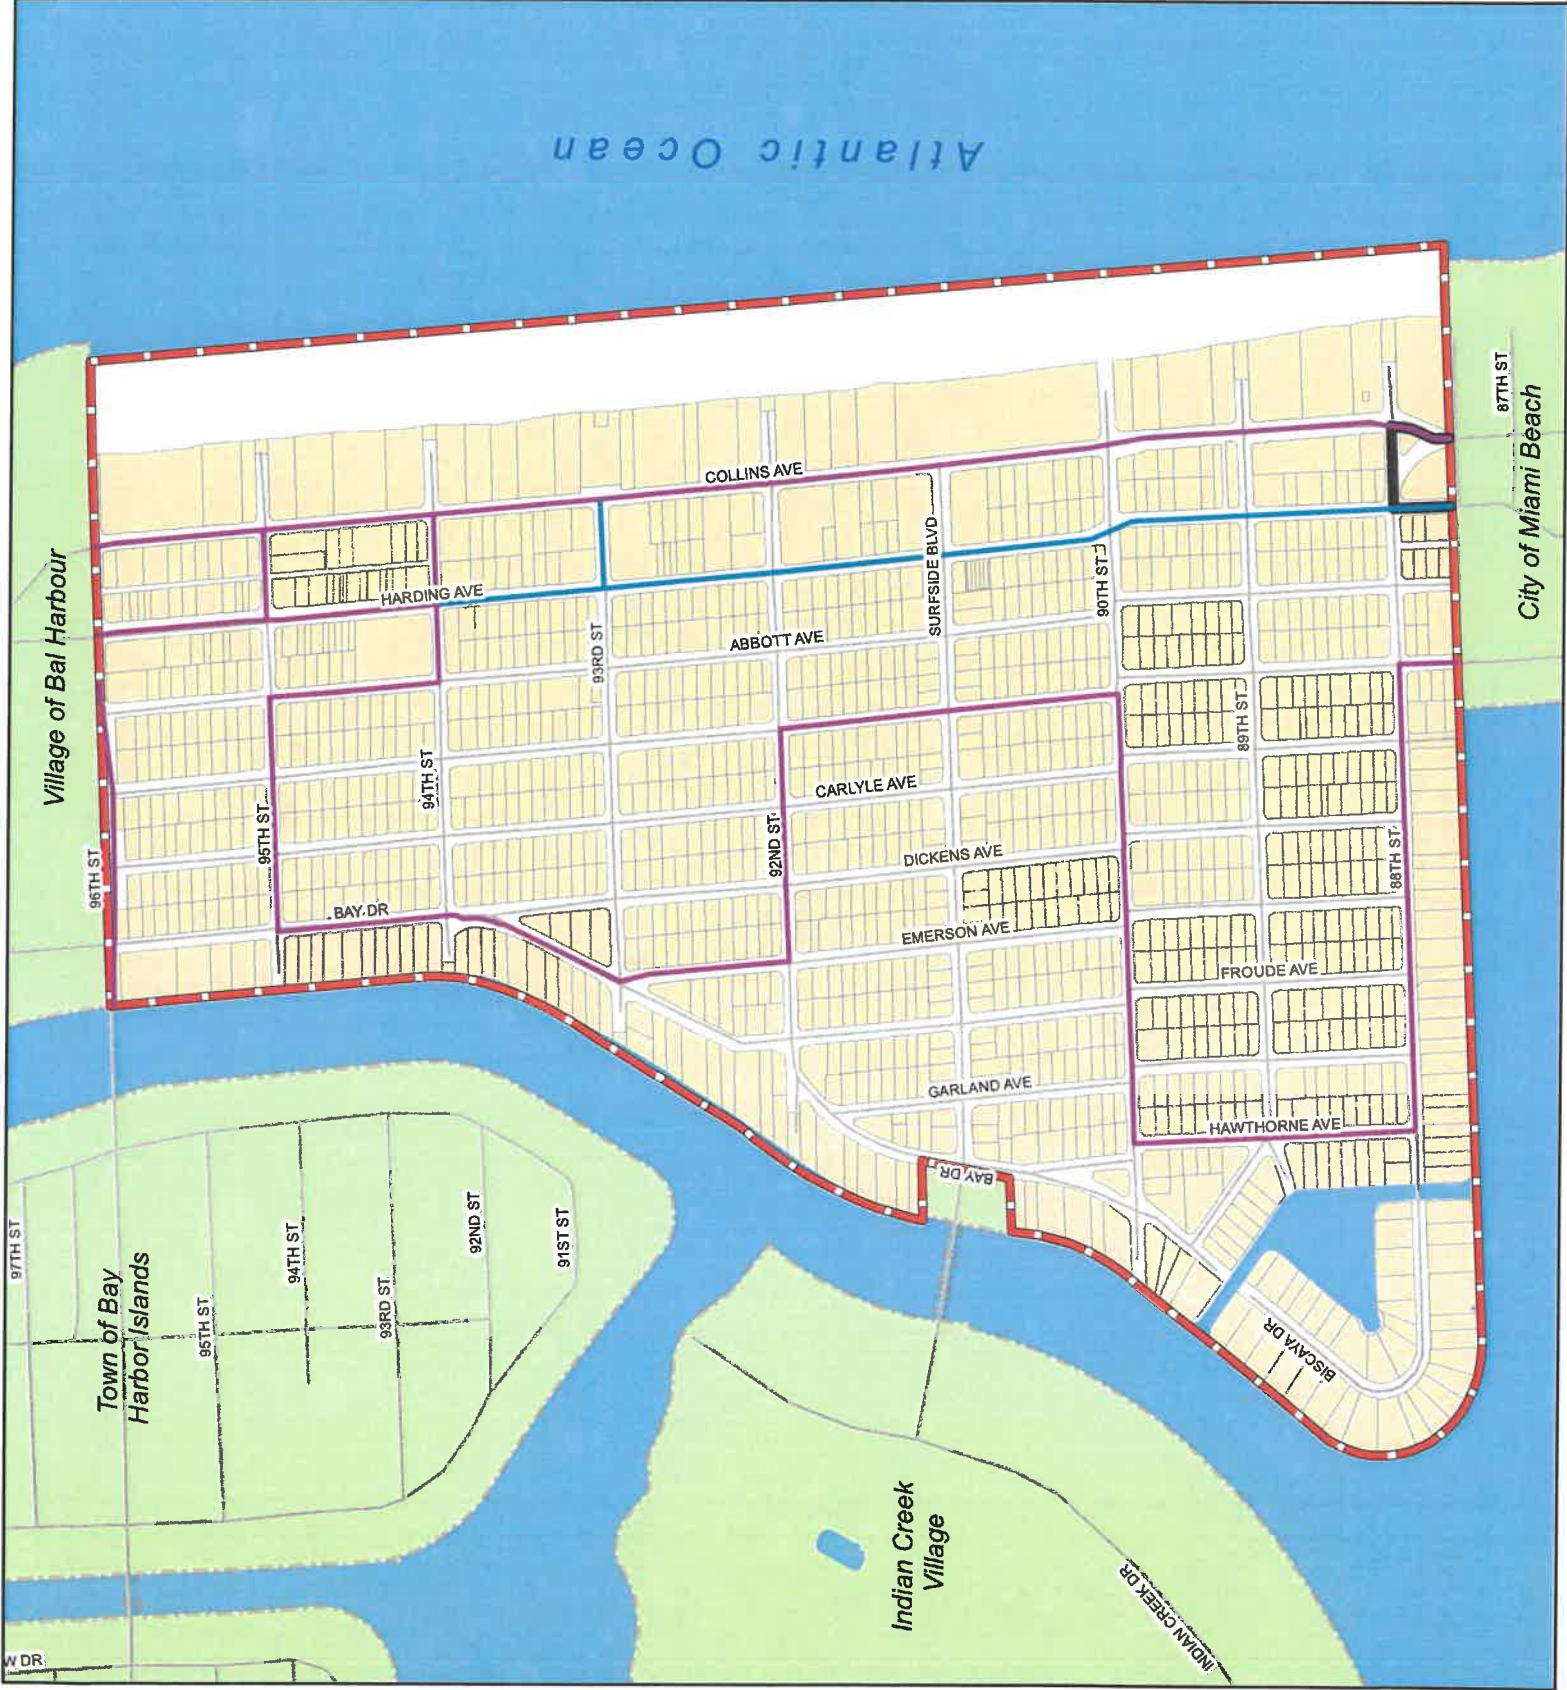 Atlantic Ocean
Village of Bal Harbour
City of Miami Beach
87TH ST
COLLINS AVE
HARDING AVE
SURFSIDE BLVD
90TH ST
93RD ST
ABBOTT AVE
89TH ST
94TH ST
CARLYLE AVE
95TH ST
92ND ST
DICKENS AVE
88TH ST
96TH ST
BAY DR
EMERSON AVE
FROUDE AVE
GARLAND AVE
HAWTHORNE AVE
BAY DR
BISCAYA DR
97TH ST
94TH ST
92ND ST
91ST ST
95TH ST
93RD ST
Town of Bay
Harbor Islands
Indian Creek
Village
INDIAN CREEK DR
W DR